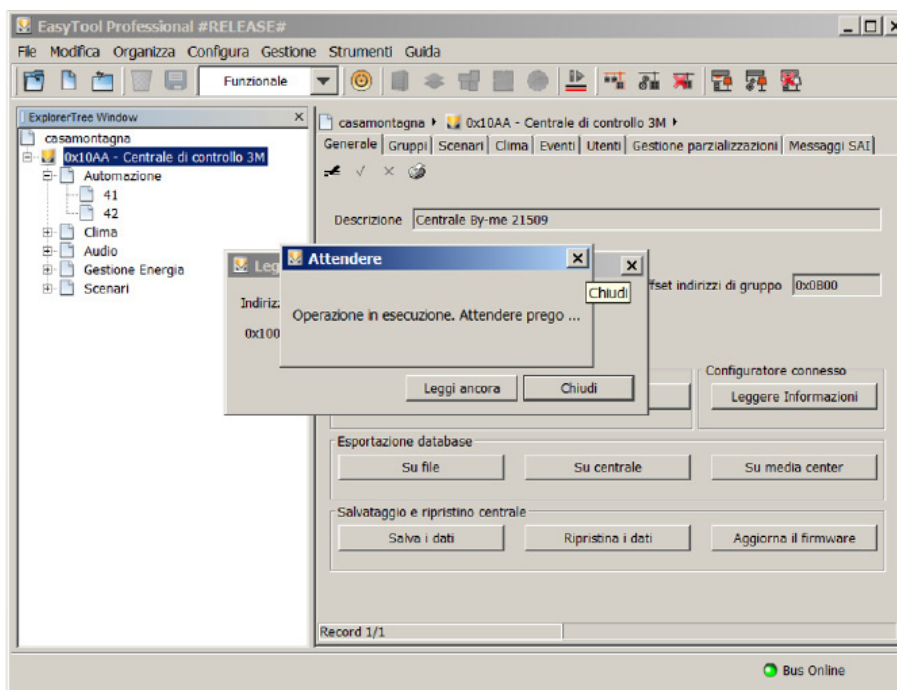 EasyTool Professional #RELEASE#
File Modifica Organizza Configura Gestione Strumenti Guida
Funzionale
ExplorerTree Window
casamontagna
0x10AA - Centrale di controllo 3M
Automazione
41
42
Clima
Audio
Gestione Energia
Scenari
casamontagna 0x10AA - Centrale di controllo 3M
Generale Gruppi Scenari Clima Eventi Utenti Gestione parzializzazioni Messaggi SAI
Descrizione Centrale By-me 21509
Leg
Attendere
Chiudi
ffset indirizzi di gruppo 0x0B00
Indiriz
Operazione in esecuzione. Attendere prego ...
0x100
Leggi ancora Chiudi
Configuratore connesso
Leggere Informazioni
Esportazione database
Su file Su centrale Su media center
Salvataggio e ripristino centrale
Salva i dati Ripristina i dati Aggiorna il firmware
Record 1/1
Bus Online